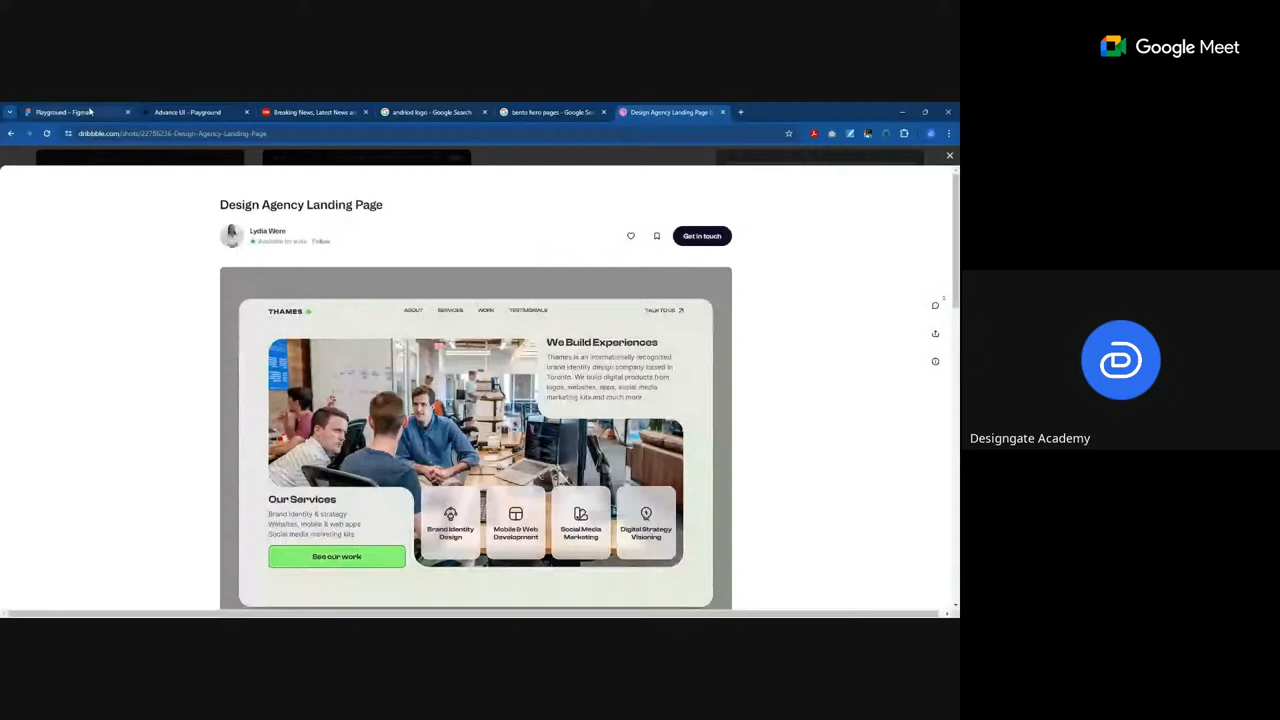 Google Meet
Playground – Figma
Advance UI - Playground
Breaking News, Latest News an
andriod logo - Google Search
bento hero pages - Google Se
Design Agency Landing Page b
dribbble.com/shots/22786236-Design-Agency-Landing-Page
Design Agency Landing Page
Lydia Were
Available for work Follow
Get in touch
THAMES
ABOUT SERVICES WORK TESTIMONIALS
TALK TO US
We Build Experiences
Thames is an internationally recognized
brand identity design company based in
Toronto. We build digital products from
logos, websites, apps, social media
marketing kits and much more
Our Services
Brand identity & strategy
Websites, mobile & web apps
Social media marketing kits
See our work
Brand Identity
Design
Mobile & Web
Development
Social Media
Marketing
Digital Strategy
Visioning
Designgate Academy